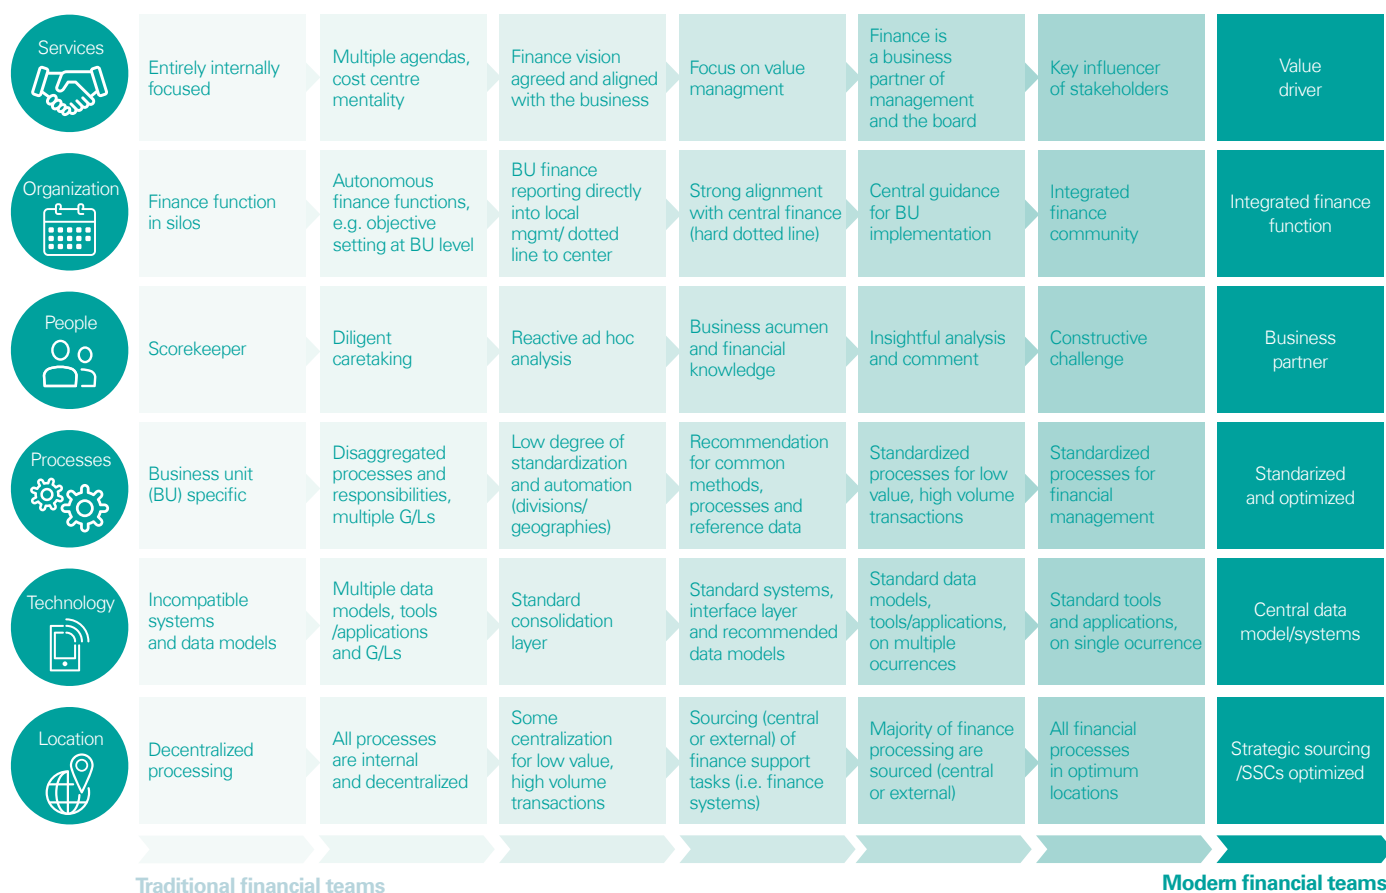 Services
Entirely internally
focused
Multiple agendas,
cost centre
mentality
Finance vision
agreed and aligned
with the business
Focus on value
managment
Finance is
a business
partner of
management
and the board
Key influencer
of stakeholders
Value
driver
Organization
Finance function
in silos
Autonomous
finance functions,
e.g. objective
setting at BU level
BU finance
reporting directly
into local
mgmt/ dotted
line to center
Strong alignment
with central finance
(hard dotted line)
Central guidance
for BU
implementation
Integrated
finance
community
Integrated finance
function
People
Scorekeeper
Diligent
caretaking
Reactive ad hoc
analysis
Business acumen
and financial
knowledge
Insightful analysis
and comment
Constructive
challenge
Business
partner
Processes
Business unit
(BU) specific
Disaggregated
processes and
responsibilities,
multiple G/Ls
Low degree of
standardization
and automation
(divisions/
geographies)
Recommendation
for common
methods,
processes and
reference data
Standardized
processes for low
value, high volume
transactions
Standardized
processes for
financial
management
Standarized
and optimized
Technology
Incompatible
systems
and data models
Multiple data
models, tools
/applications
and G/Ls
Standard
consolidation
layer
Standard systems,
interface layer
and recommended
data models
Standard data
models,
tools/applications,
on multiple
ocurrences
Standard tools
and applications,
on single ocurrence
Central data
model/systems
Location
Decentralized
processing
All processes
are internal
and decentralized
Some
centralization
for low value,
high volume
transactions
Sourcing (central
or external) of
finance support
tasks (i.e. finance
systems)
Majority of finance
processing are
sourced (central
or external)
All financial
processes
in optimum
locations
Strategic sourcing
/SSCs optimized
Traditional financial teams
Modern financial teams